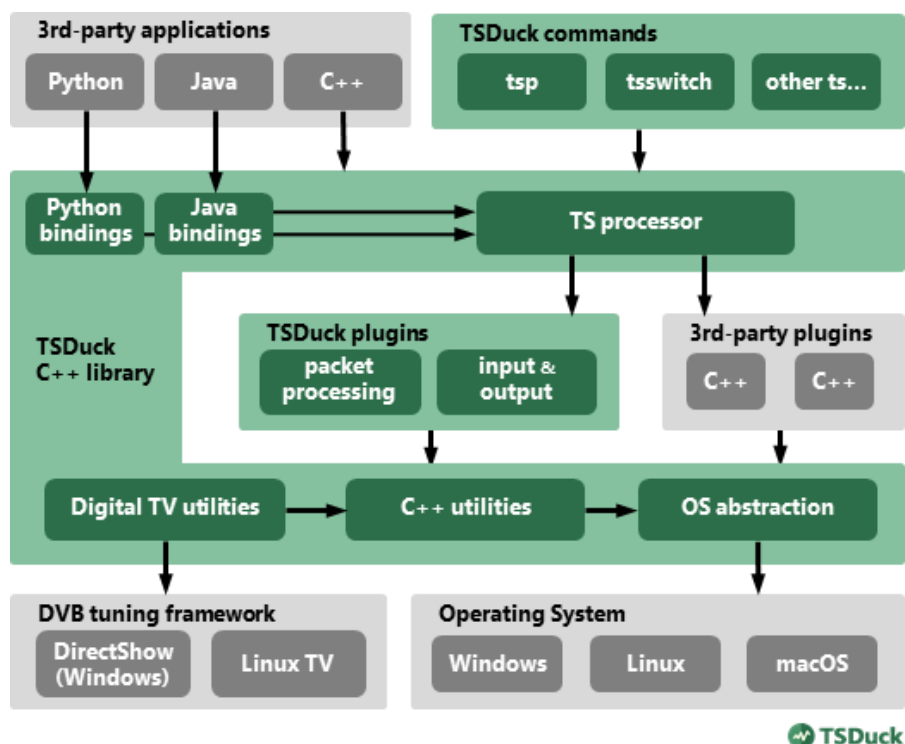 3rd-party applications
Python
Java
C++
TSDuck commands
tsp
tsswitch
other ts...
Python
bindings
Java
bindings
TS processor
TSDuck
C++ library
TSDuck plugins
packet
processing
input &
output
3rd-party plugins
C++
C++
Digital TV utilities
C++ utilities
OS abstraction
DVB tuning framework
DirectShow
(Windows)
Linux TV
Operating System
Windows
Linux
macOS
TSDuck